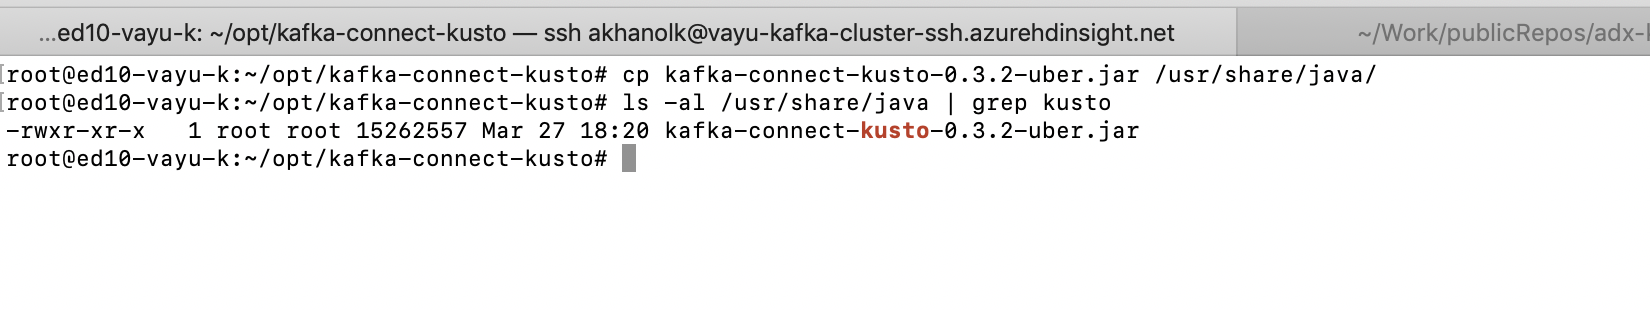 ...ed10-vayu-k: ~/opt/kafka-connect-kusto — ssh akhanolk@vayu-kafka-cluster-ssh.azurehdinsight.net
~/Work/publicRepos/adx-
[root@ed10-vayu-k:~/opt/kafka-connect-kusto# cp kafka-connect-kusto-0.3.2-uber.jar /usr/share/java/
[root@ed10-vayu-k:~/opt/kafka-connect-kusto# ls -al /usr/share/java | grep kusto
-rwxr-xr-x   1 root root 15262557 Mar 27 18:20 kafka-connect-kusto-0.3.2-uber.jar
root@ed10-vayu-k:~/opt/kafka-connect-kusto#